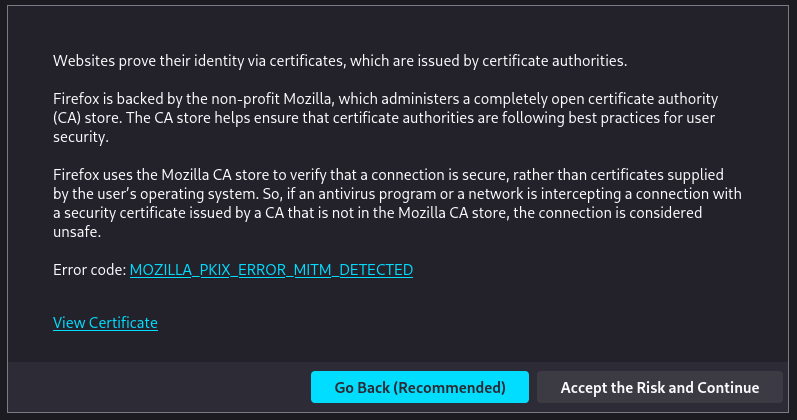 Websites prove their identity via certificates, which are issued by certificate authorities.
Firefox is backed by the non-profit Mozilla, which administers a completely open certificate authority
(CA) store. The CA store helps ensure that certificate authorities are following best practices for user
security.
Firefox uses the Mozilla CA store to verify that a connection is secure, rather than certificates supplied
by the user’s operating system. So, if an antivirus program or a network is intercepting a connection with
a security certificate issued by a CA that is not in the Mozilla CA store, the connection is considered
unsafe.
Error code: MOZILLA_PKIX_ERROR_MITM_DETECTED
View Certificate
Go Back (Recommended)
Accept the Risk and Continue